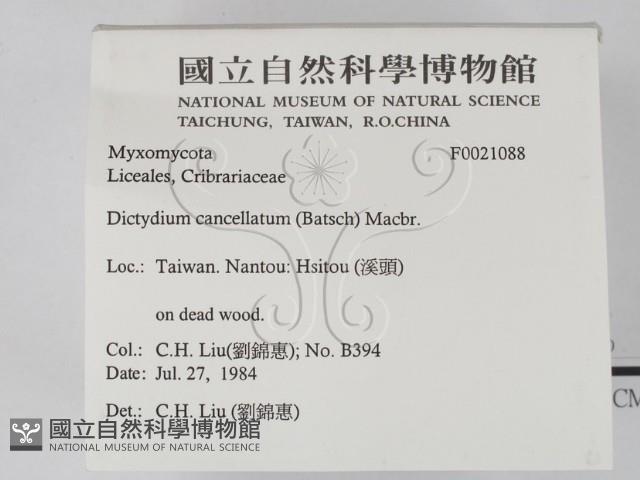 國立自然科學博物館
NATIONAL MUSEUM OF NATURAL SCIENCE
TAICHUNG, TAIWAN, R.O.CHINA
Myxomycota F0021088
Liceales, Cribrariaceae
Dictydium cancellatum (Batsch) Macbr.
Loc.: Taiwan. Nantou: Hsitou (溪頭)
on dead wood.
Col.: C.H. Liu(劉錦惠); No. B394
Date: Jul. 27, 1984
Det.: C.H. Liu (劉錦惠)
國立自然科學博物館
NATIONAL MUSEUM OF NATURAL SCIENCE
CM